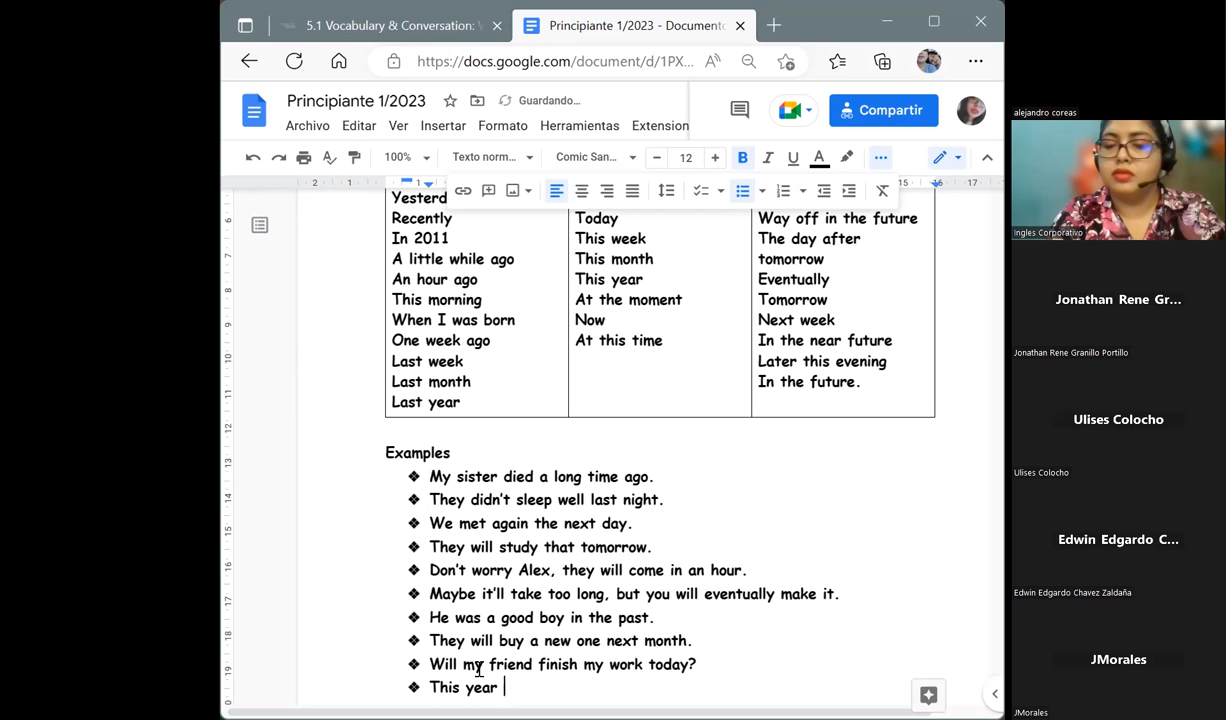 5.1 Vocabulary & Conversation:
Principiante 1/2023 - Documento
https://docs.google.com/document/d/1PX...
Principiante 1/2023
Guardando...
Compartir
Archivo Editar Ver Insertar Formato Herramientas Extension
100% Texto norm... Comic San... 12 B I U A
2 1 1 15 16 17
Yesterd
Recently
In 2011
A little while ago
An hour ago
This morning
When I was born
One week ago
Last week
Last month
Last year
Today
This week
This month
This year
At the moment
Now
At this time
Way off in the future
The day after
tomorrow
Eventually
Tomorrow
Next week
In the near future
Later this evening
In the future.
Examples
❖ My sister died a long time ago.
❖ They didn't sleep well last night.
❖ We met again the next day.
❖ They will study that tomorrow.
❖ Don't worry Alex, they will come in an hour.
❖ Maybe it'll take too long, but you will eventually make it.
❖ He was a good boy in the past.
❖ They will buy a new one next month.
❖ Will my friend finish my work today?
❖ This year
alejandro coreas
Ingles Corporativo
Jonathan Rene Gr...
Jonathan Rene Granillo Portillo
Ulises Colocho
Ulises Colocho
Edwin Edgardo C...
Edwin Edgardo Chavez Zaldaña
JMorales
JMorales